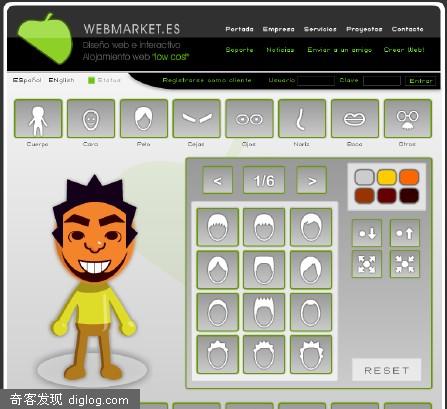 WEBMARKET.ES
Diseño web e interactivo
Alojamiento web "low cost"
Portada Empresa Servicios Proyectos Contacto
Soporte Noticias Enviar a un amigo Crear Web!
ESpañol ENglish Status Registrarse como cliente Usuario Clave Entrar
Cuerpo Cara Pelo Cejas Ojos Nariz Boca Otros
< 1/6 >
RESET
奇客发现 diglog.com